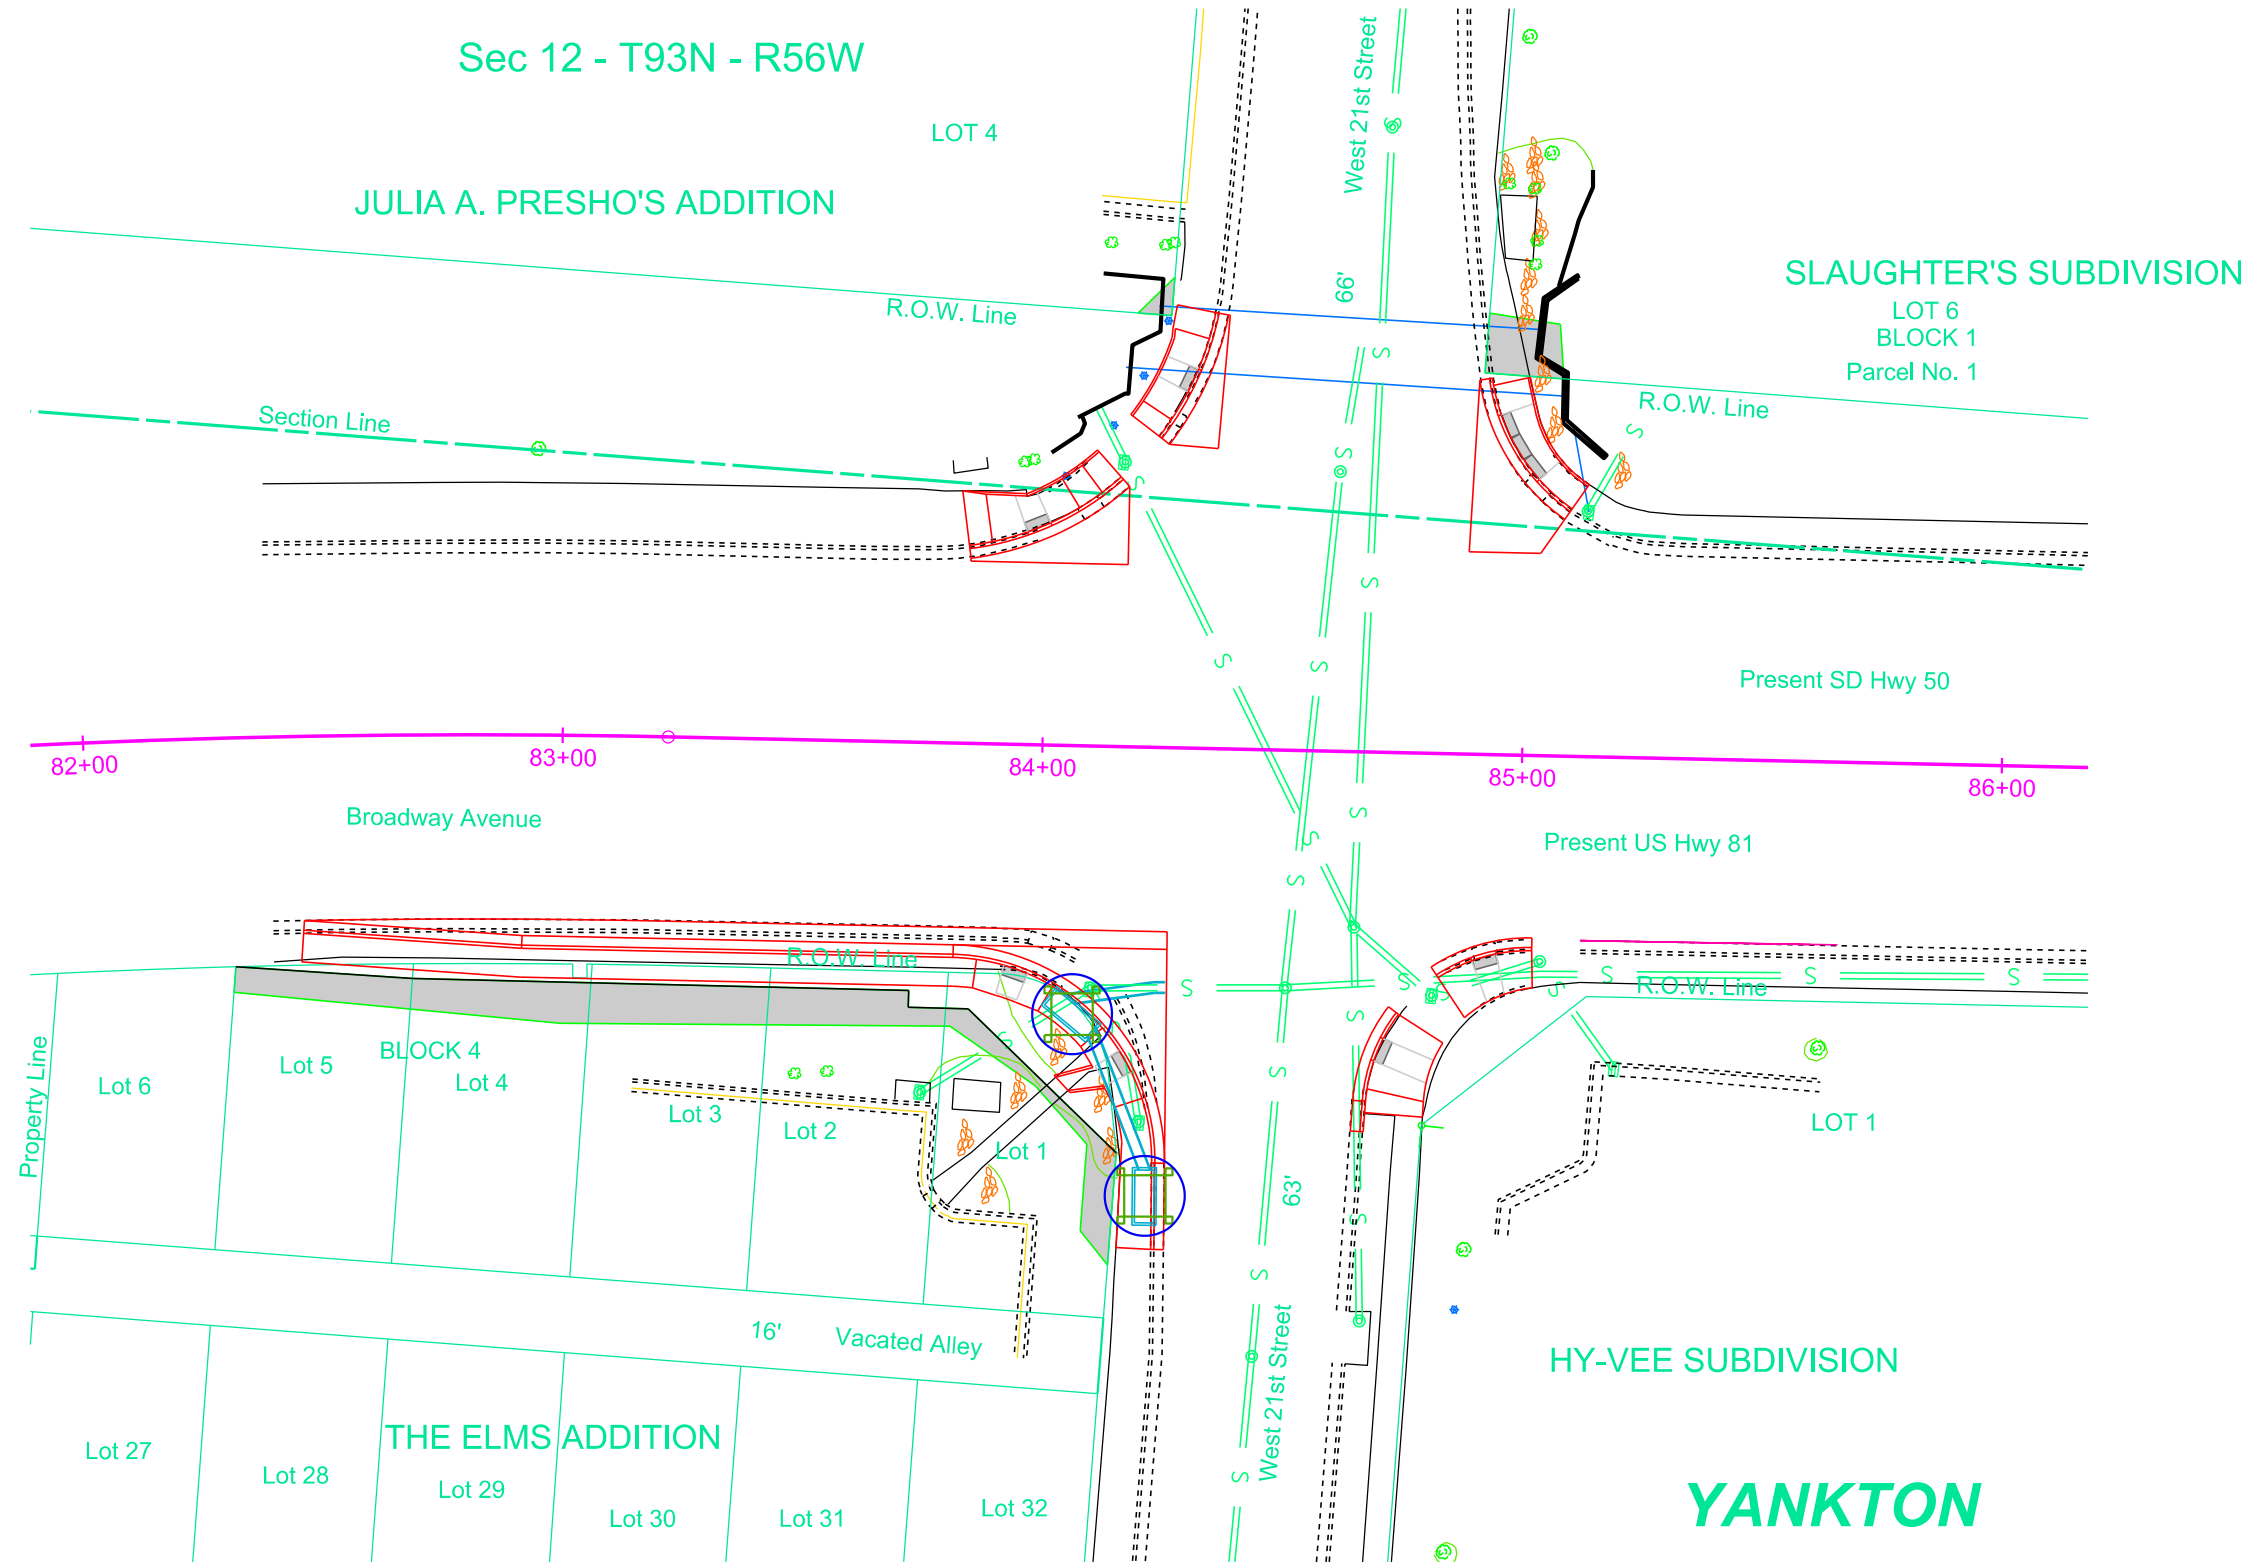 Sec 12 - T93N - R56W
West 21st Street
LOT 4
JULIA A. PRESHO'S ADDITION
SLAUGHTER'S SUBDIVISION
LOT 6
BLOCK 1
Parcel No. 1
66'
R.O.W. Line
R.O.W. Line
Section Line
S
S
S
S
S
S
S
S
S
Present SD Hwy 50
82+00
83+00
84+00
85+00
86+00
Broadway Avenue
S
S
Present US Hwy 81
S
R.O.W. Line
S
S
S
S
S
S
S
R.O.W. Line
S
S
S
Property Line
Lot 6
Lot 5
BLOCK 4
Lot 4
Lot 3
Lot 2
Lot 1
LOT 1
63'
S
S
16'
Vacated Alley
West 21st Street
HY-VEE SUBDIVISION
THE ELMS ADDITION
Lot 27
Lot 28
Lot 29
Lot 30
Lot 31
Lot 32
S
YANKTON